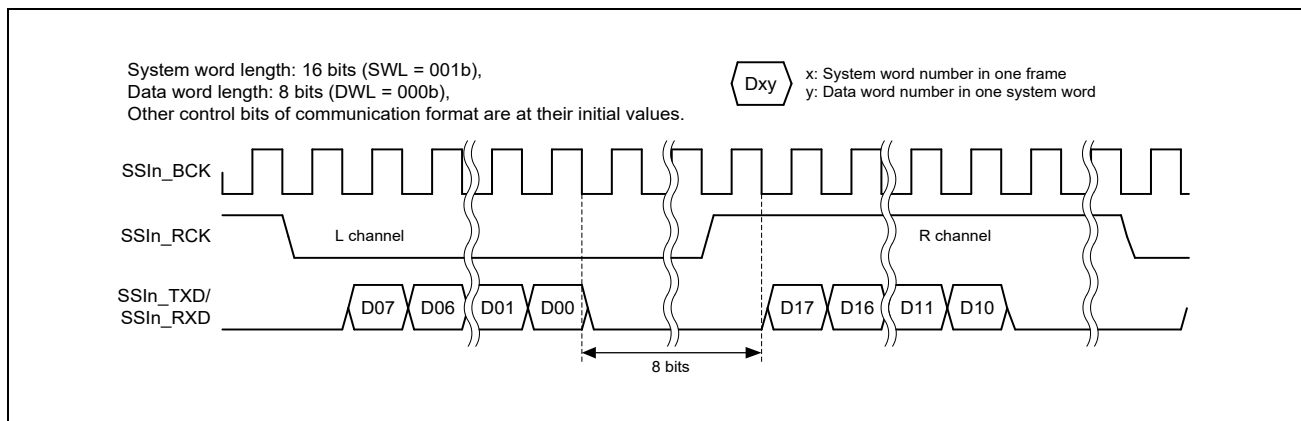 System word length: 16 bits (SWL = 001b),
Data word length: 8 bits (DWL = 000b),
Other control bits of communication format are at their initial values.
Dxy
x: System word number in one frame
y: Data word number in one system word
SSIn_BCK
SSIn_RCK
L channel
R channel
SSIn_TXD/
SSIn_RXD
D07 D06 D01 D00 D17 D16 D11 D10
8 bits